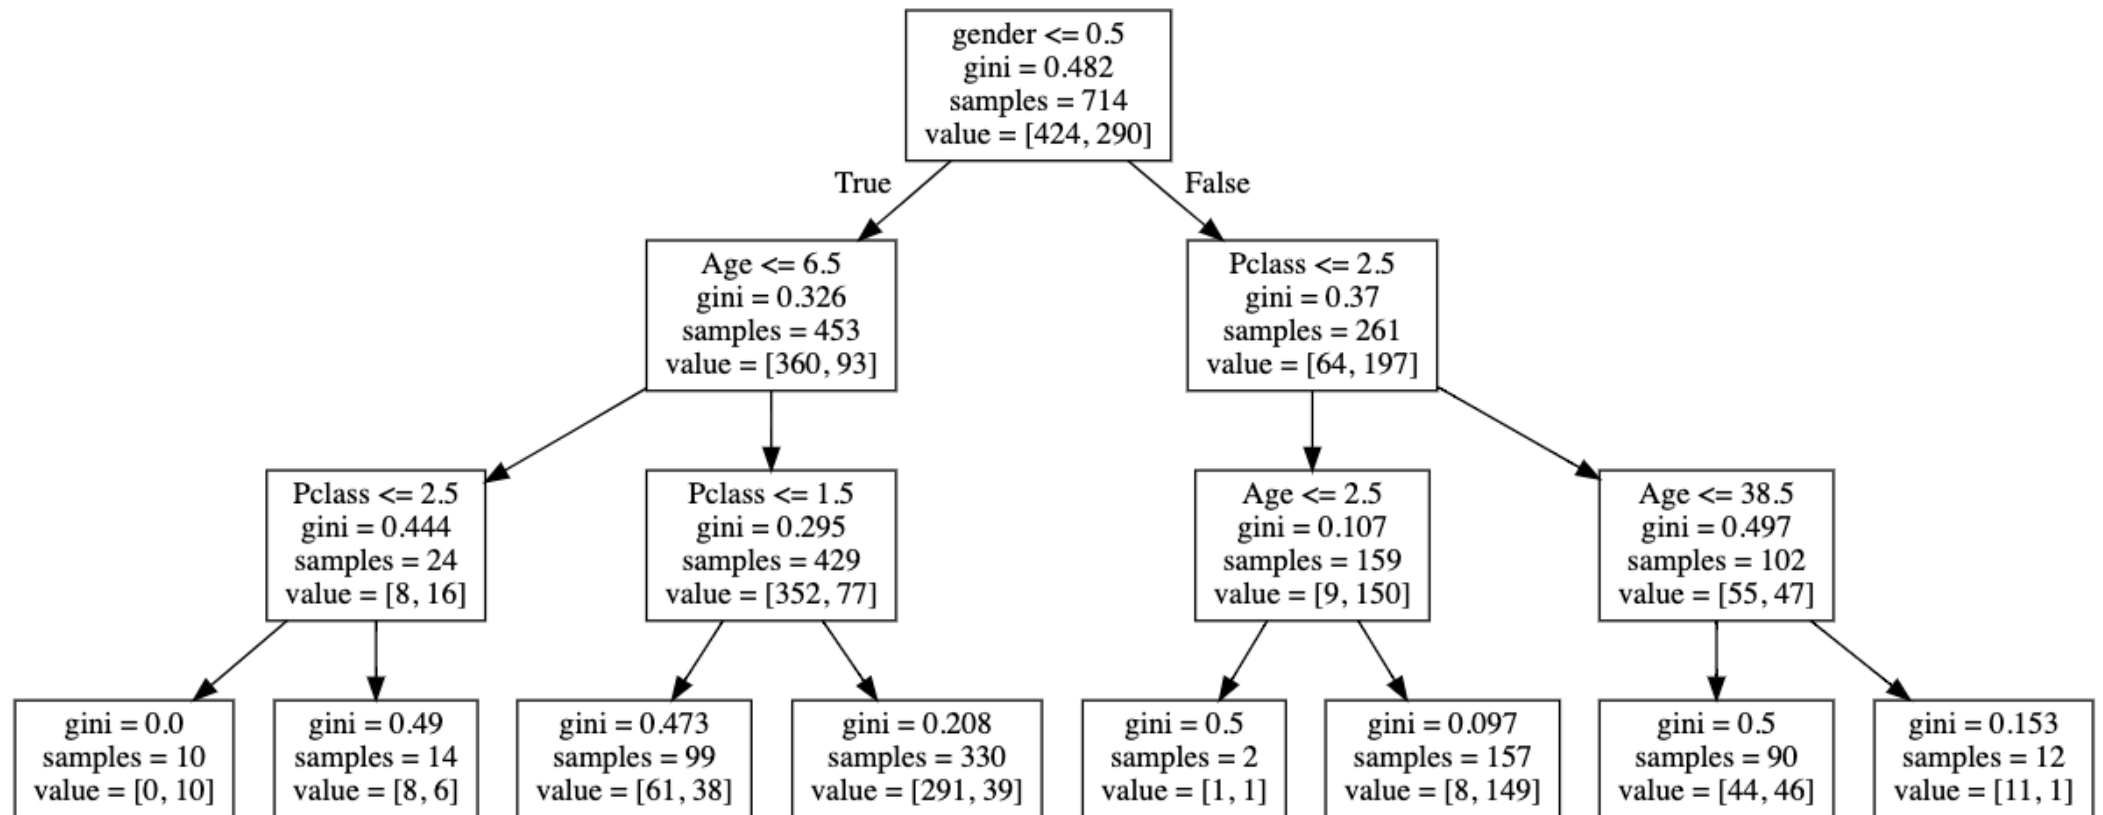 gender <= 0.5
gini = 0.482
samples = 714
value = [424, 290]
True
False
Age <= 6.5
gini = 0.326
samples = 453
value = [360, 93]
Pclass <= 2.5
gini = 0.37
samples = 261
value = [64, 197]
Pclass <= 2.5
gini = 0.444
samples = 24
value = [8, 16]
Pclass <= 1.5
gini = 0.295
samples = 429
value = [352, 77]
Age <= 2.5
gini = 0.107
samples = 159
value = [9, 150]
Age <= 38.5
gini = 0.497
samples = 102
value = [55, 47]
gini = 0.0
samples = 10
value = [0, 10]
gini = 0.49
samples = 14
value = [8, 6]
gini = 0.473
samples = 99
value = [61, 38]
gini = 0.208
samples = 330
value = [291, 39]
gini = 0.5
samples = 2
value = [1, 1]
gini = 0.097
samples = 157
value = [8, 149]
gini = 0.5
samples = 90
value = [44, 46]
gini = 0.153
samples = 12
value = [11, 1]